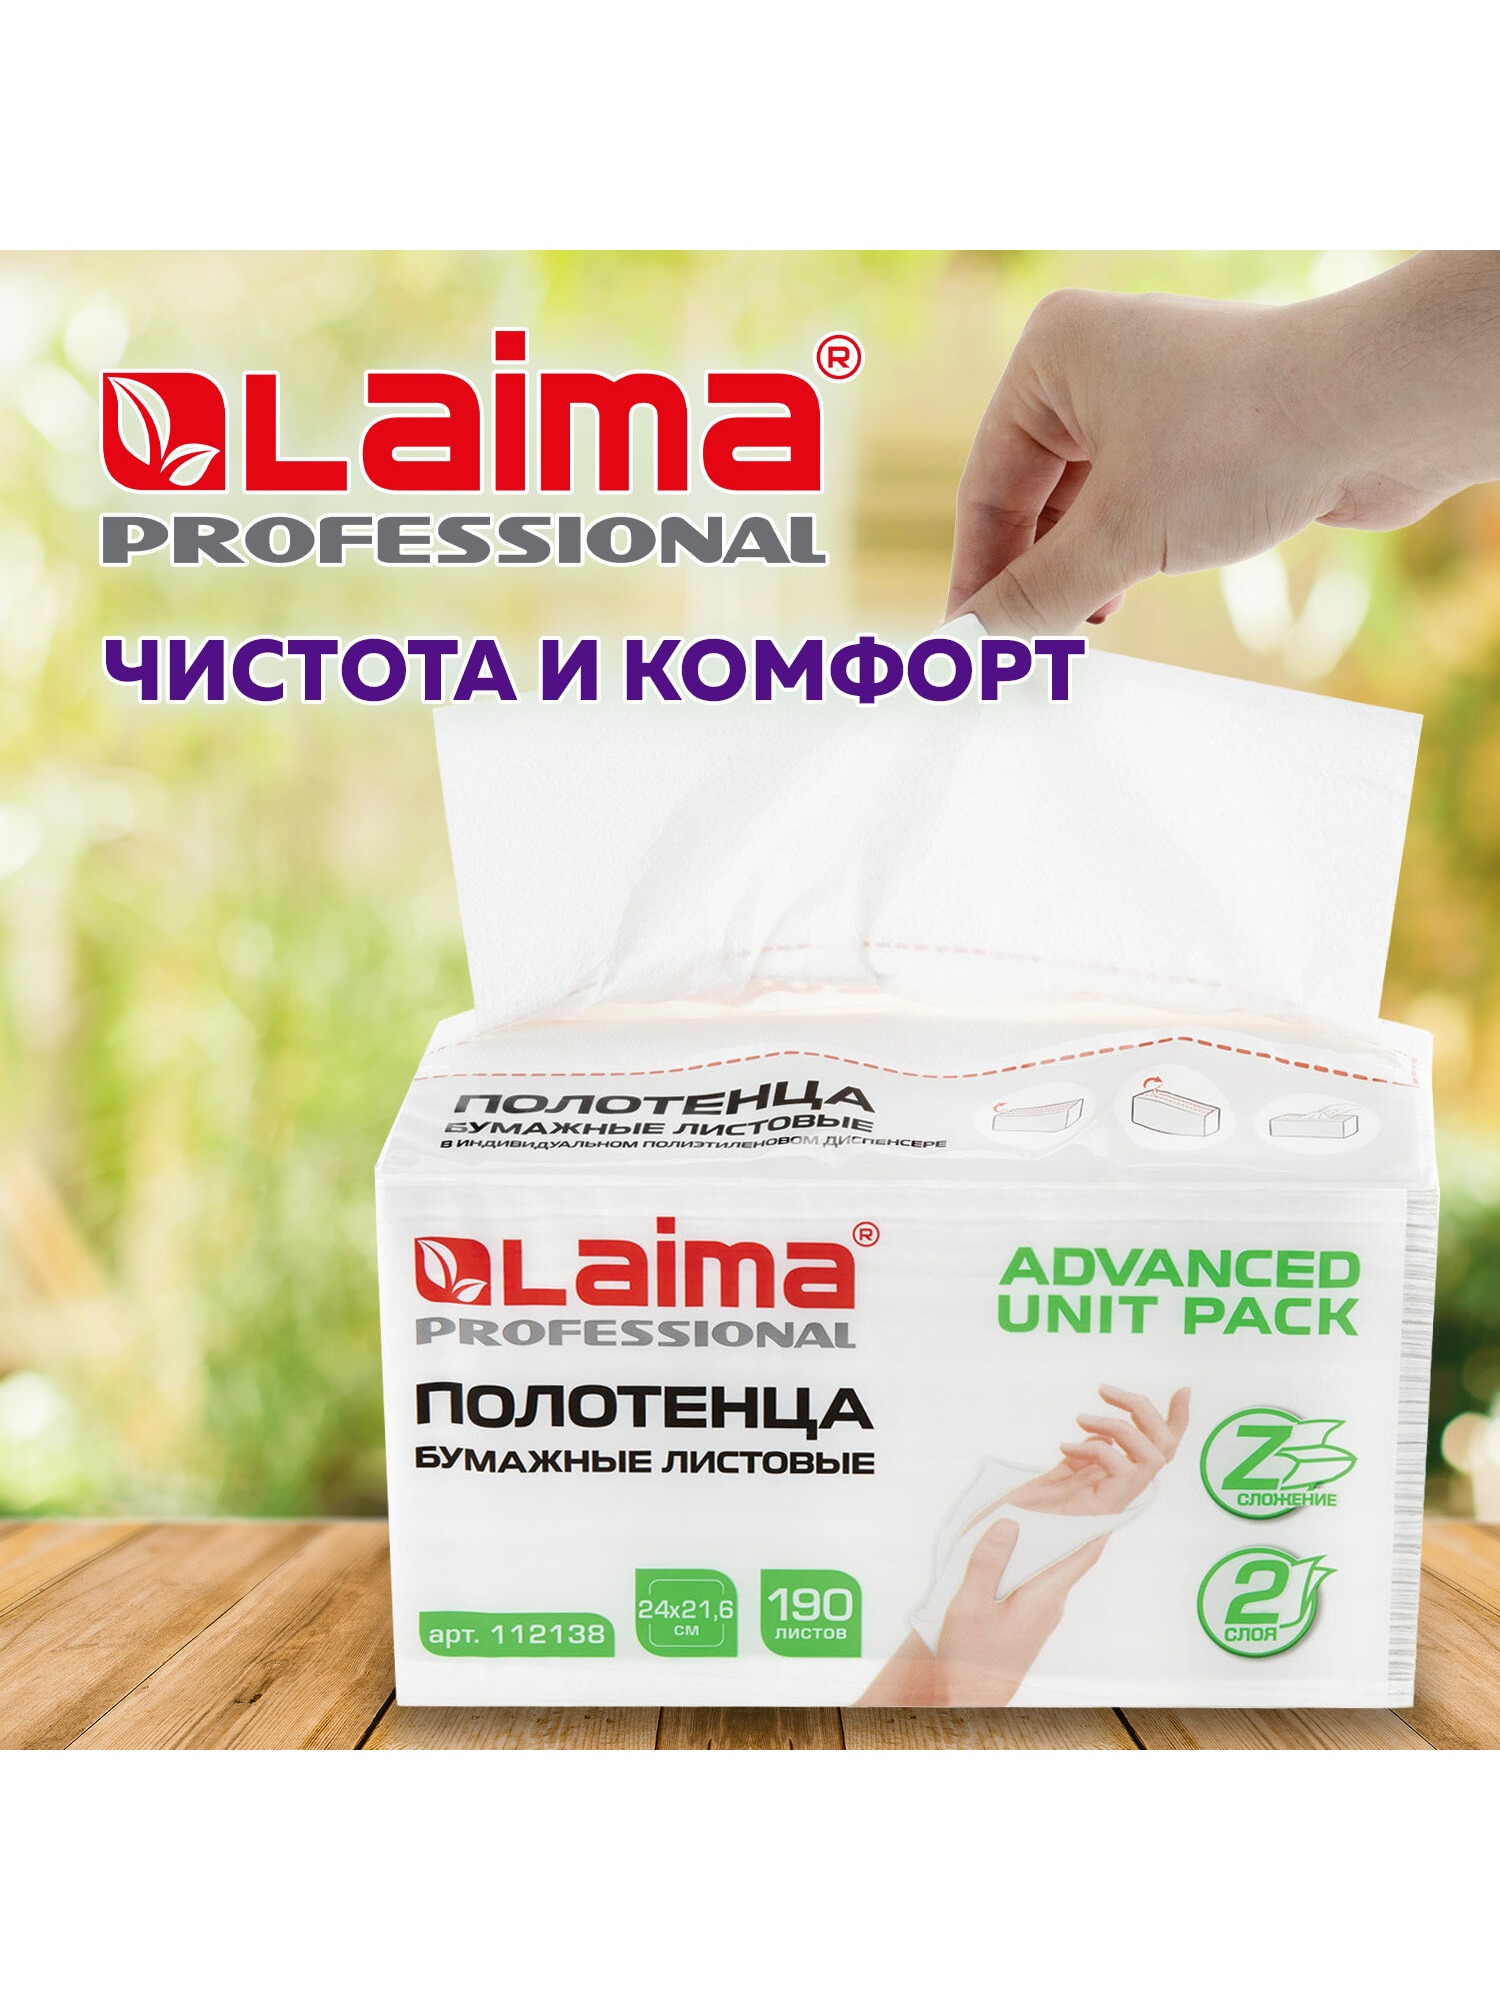 Laima®
PROFESSIONAL
ЧИСТОТА И КОМФОРТ
ПОЛОТЕНЦА
БУМАЖНЫЕ ЛИСТОВЫЕ
В ИНДИВИДУАЛЬНОМ ПОЛИЭТИЛЕНОВОМ ДИСПЕНСЕРЕ
Laima®
PROFESSIONAL
ADVANCED
UNIT PACK
ПОЛОТЕНЦА
БУМАЖНЫЕ ЛИСТОВЫЕ
Z
СЛОЖЕНИЕ
2
СЛОЯ
арт. 112138
24х21,6
СМ
190
ЛИСТОВ